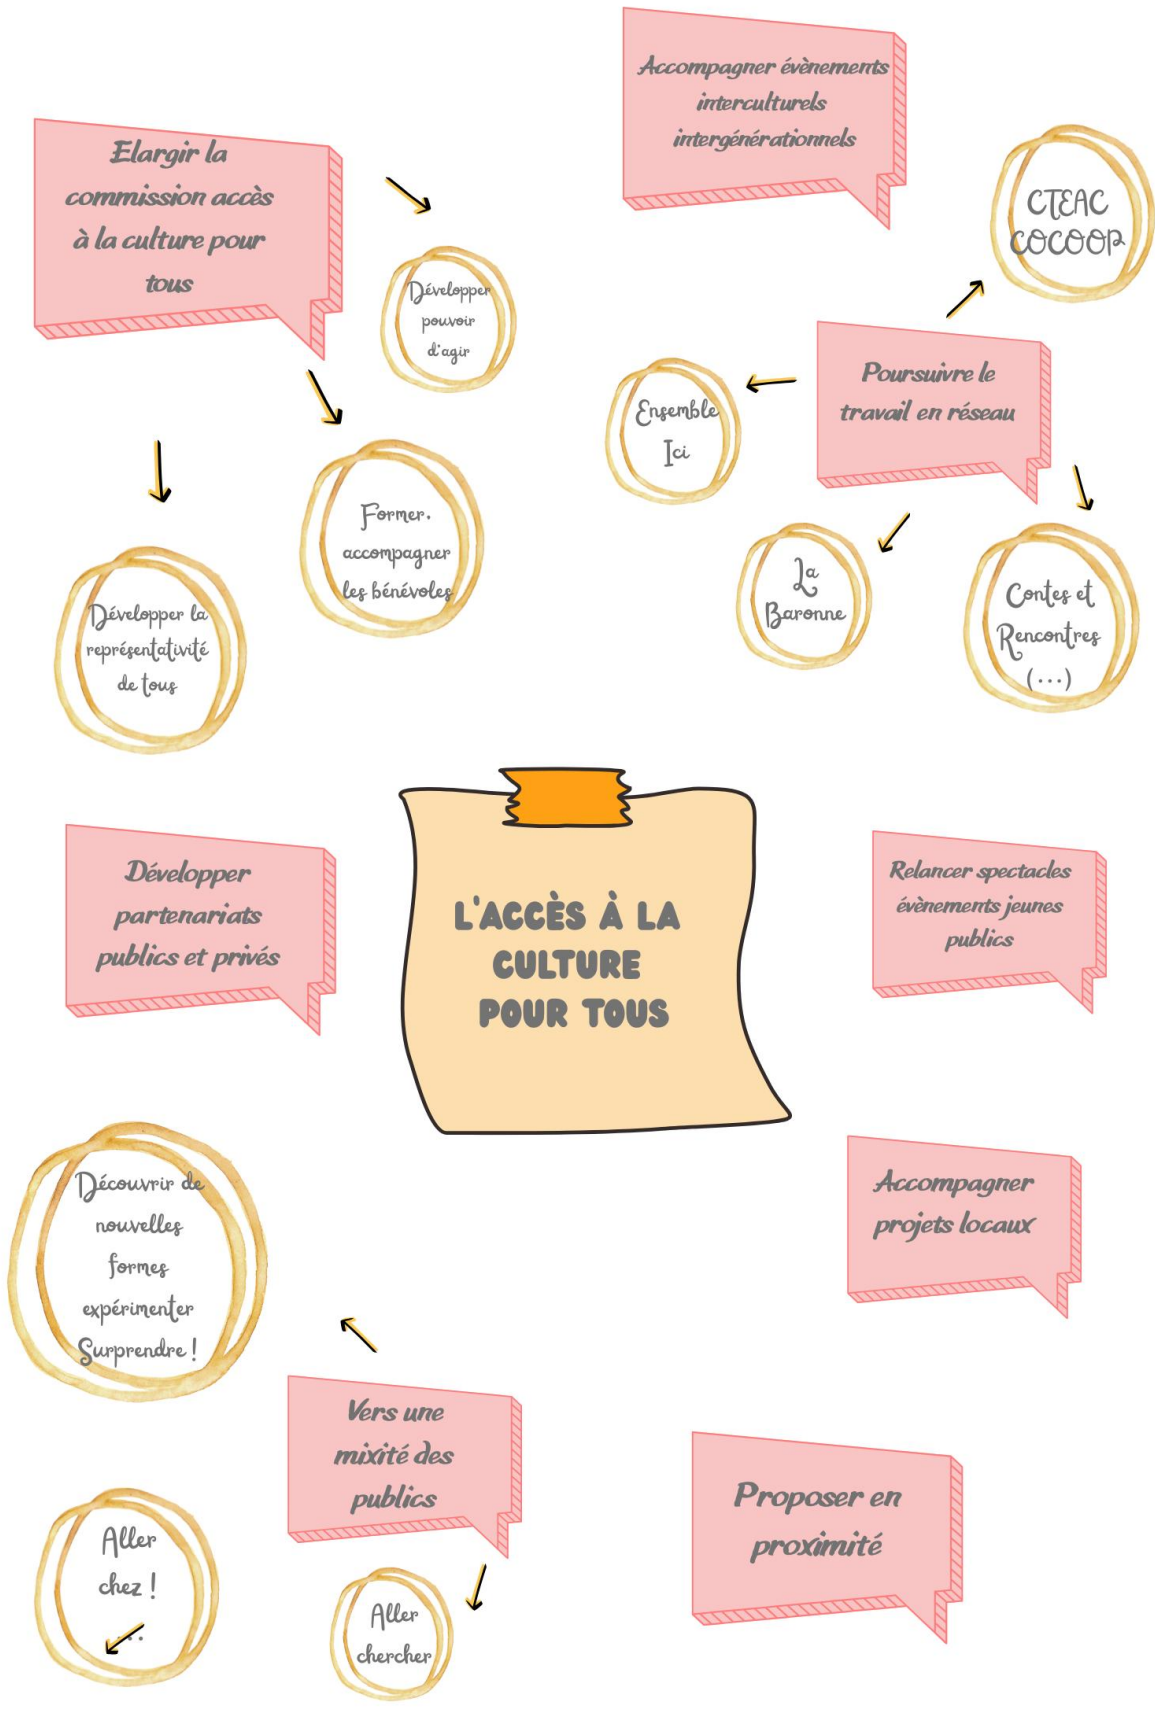 Accompagner évènements
interculturels
intergénérationnels
Elargir la
commission accès
à la culture pour
tous
CTEAC
COCOOP
Développer
pouvoir
d'agir
Poursuivre le
travail en réseau
Ensemble
Ici
Former,
accompagner
les bénévoles
La
Baronne
Contes et
Rencontres
(...)
Développer la
représentativité
de tous
Développer
partenariats
publics et privés
L'ACCÈS À LA
CULTURE
POUR TOUS
Relancer spectacles
évènements jeunes
publics
Découvrir de
nouvelles
formes
expérimenter
Surprendre !
Accompagner
projets locaux
Vers une
mixité des
publics
Proposer en
proximité
Aller
chez !
...
Aller
chercher